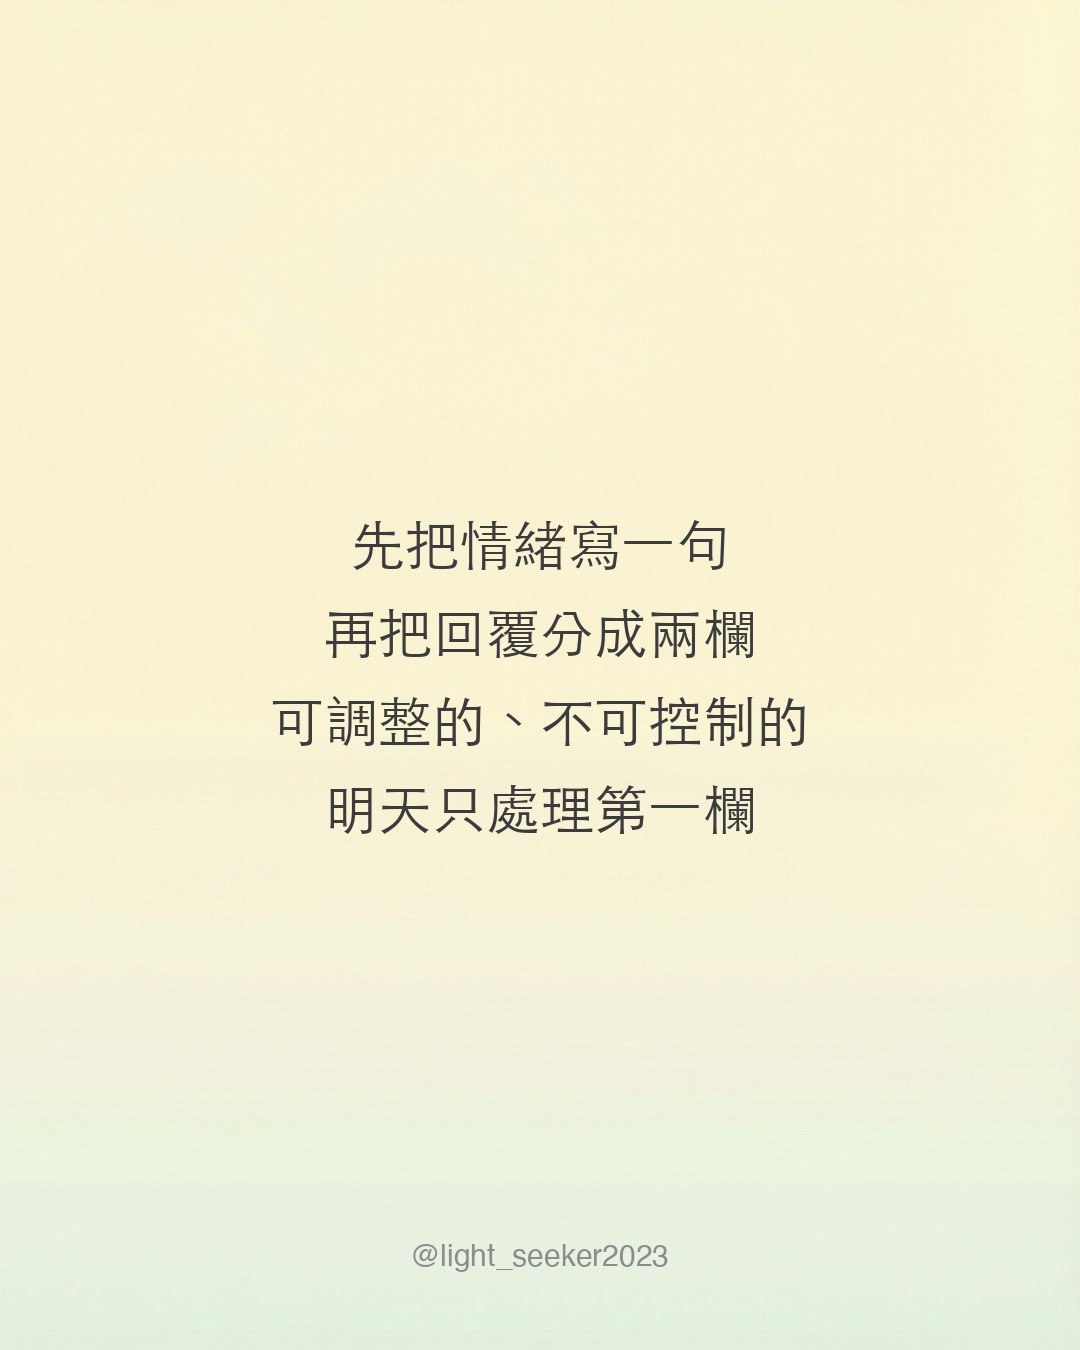 先把情緒寫一句
再把回覆分成兩欄
可調整的、不可控制的
明天只處理第一欄
@light_seeker2023